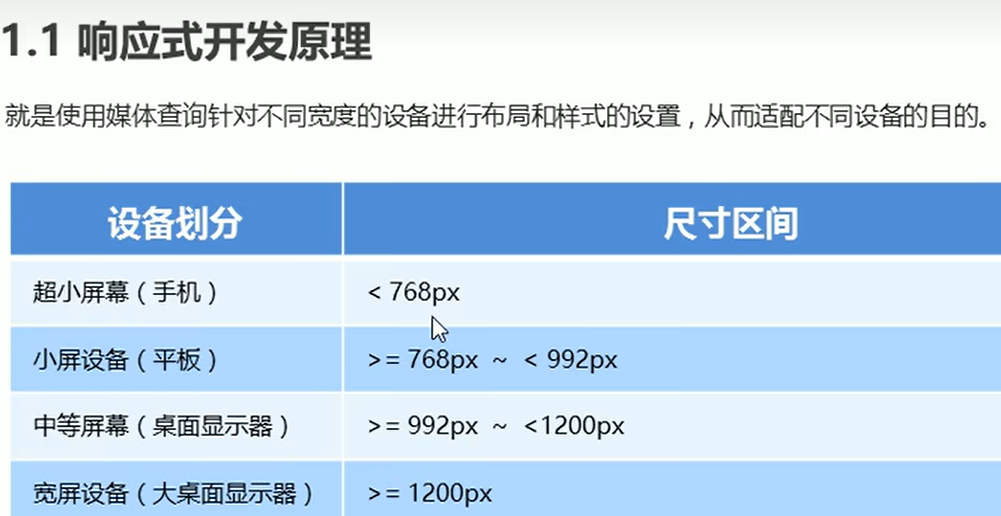 1.1 响应式开发原理
就是使用媒体查询针对不同宽度的设备进行布局和样式的设置，从而适配不同设备的目的。
设备划分 尺寸区间
超小屏幕（手机） < 768px
小屏设备（平板） >= 768px ~ < 992px
中等屏幕（桌面显示器） >= 992px ~ <1200px
宽屏设备（大桌面显示器） >= 1200px